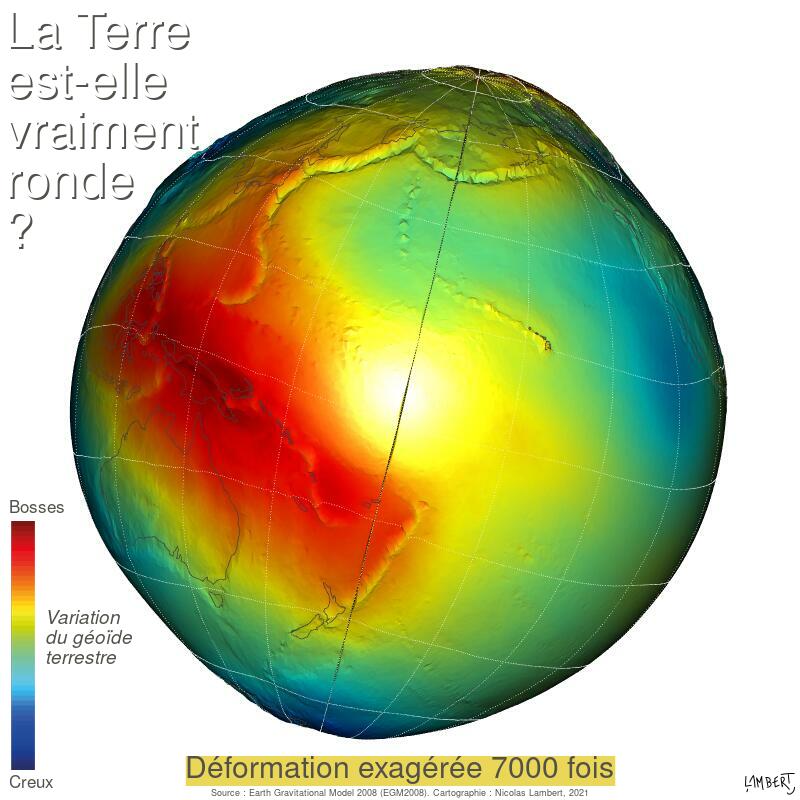 La Terre
est-elle
vraiment
ronde
?
Bosses
Variation
du géoïde
terrestre
Creux
Déformation exagérée 7000 fois
Source : Earth Gravitational Model 2008 (EGM2008). Cartographie : Nicolas Lambert, 2021
LAMBERT